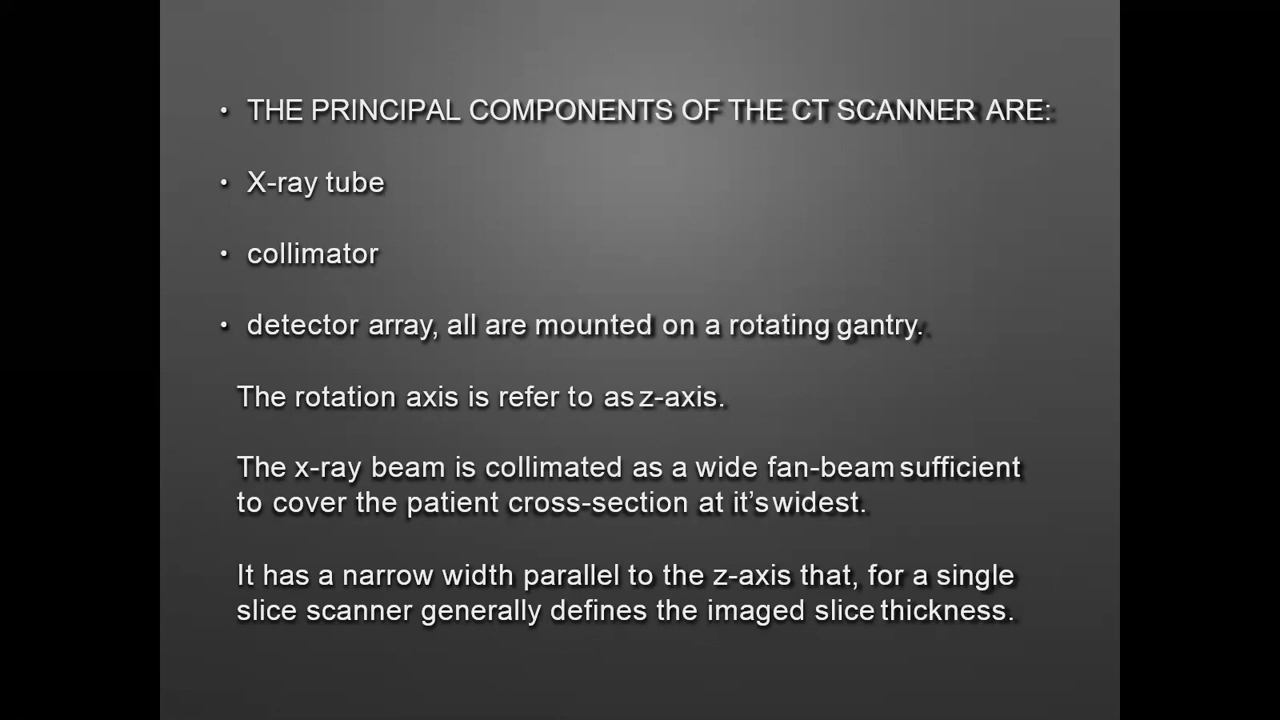 • THE PRINCIPAL COMPONENTS OF THE CT SCANNER ARE:
• X-ray tube
• collimator
• detector array, all are mounted on a rotating gantry.
The rotation axis is refer to as z-axis.
The x-ray beam is collimated as a wide fan-beam sufficient
to cover the patient cross-section at it’s widest.
It has a narrow width parallel to the z-axis that, for a single
slice scanner generally defines the imaged slice thickness.